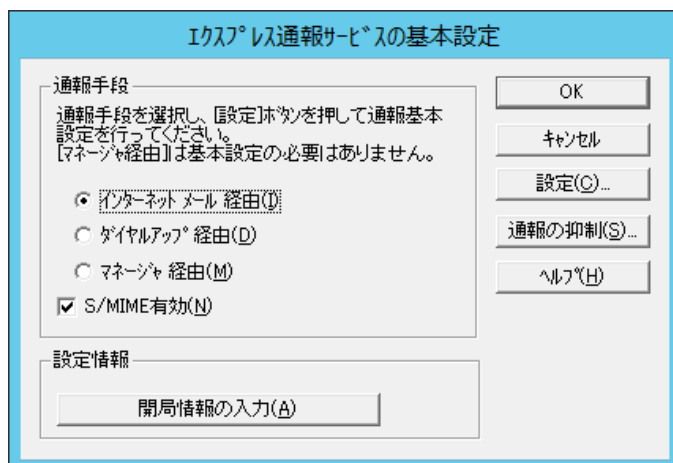 エクスプレス通報サービスの基本設定
通報手段
通報手段を選択し、[設定]ボタンを押して通報基本
設定を行ってください。
[マネージャ経由]は基本設定の必要はありません。
インターネット メール 経由(I)
ダイヤルアップ 経由(D)
マネージャ 経由(M)
S/MIME有効(N)
設定情報
開局情報の入力(A)
OK
キャンセル
設定(C)...
通報の抑制(S)...
ヘルプ(H)